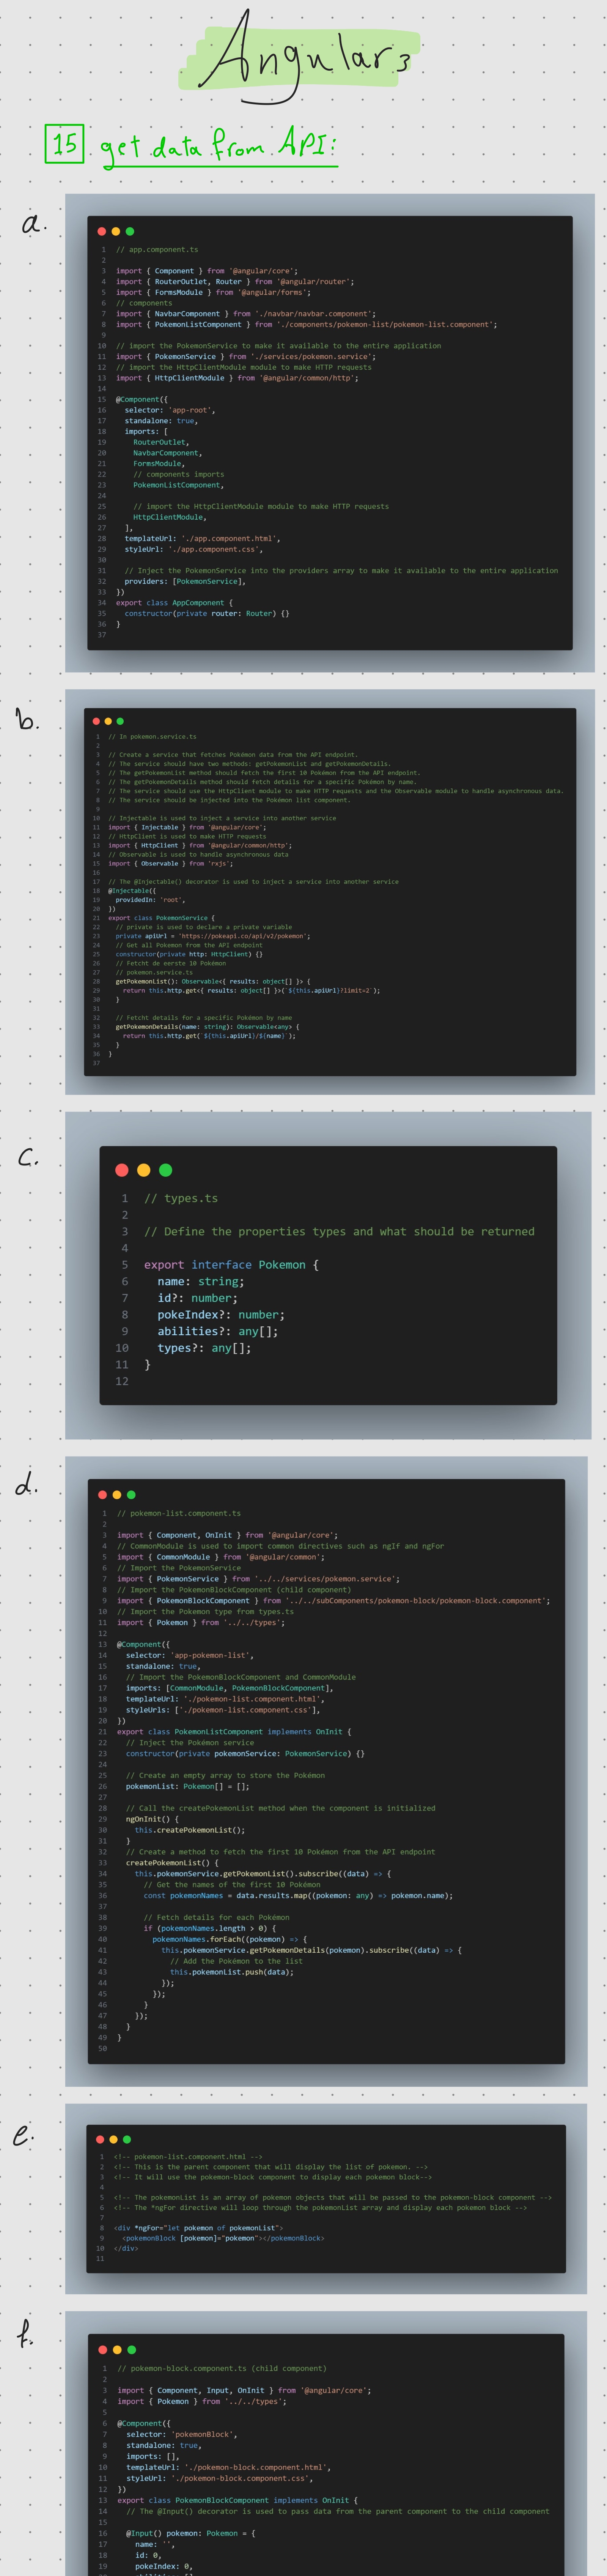 Angular 3
15 get data from API:
a.
1 // app.component.ts
2
3 import { Component } from '@angular/core';
4 import { RouterOutlet, Router } from '@angular/router';
5 import { FormsModule } from '@angular/forms';
6 // components
7 import { NavbarComponent } from './navbar/navbar.component';
8 import { PokemonListComponent } from './components/pokemon-list/pokemon-list.component';
9
10 // import the PokemonService to make it available to the entire application
11 import { PokemonService } from './services/pokemon.service';
12 // import the HttpClientModule module to make HTTP requests
13 import { HttpClientModule } from '@angular/common/http';
14
15 @Component({
16 selector: 'app-root',
17 standalone: true,
18 imports: [
19 RouterOutlet,
20 NavbarComponent,
21 FormsModule,
22 // components imports
23 PokemonListComponent,
24
25 // import the HttpClientModule module to make HTTP requests
26 HttpClientModule,
27 ],
28 templateUrl: './app.component.html',
29 styleUrl: './app.component.css',
30
31 // Inject the PokemonService into the providers array to make it available to the entire application
32 providers: [PokemonService],
33 })
34 export class AppComponent {
35 constructor(private router: Router) {}
36 }
37
b.
1 // In pokemon.service.ts
2
3 // Create a service that fetches Pokémon data from the API endpoint.
4 // The service should have two methods: getPokemonList and getPokemonDetails.
5 // The getPokemonList method should fetch the first 10 Pokémon from the API endpoint.
6 // The getPokemonDetails method should fetch details for a specific Pokémon by name.
7 // The service should use the HttpClient module to make HTTP requests and the Observable module to handle asynchronous data.
8 // The service should be injected into the Pokémon list component.
9
10 // Injectable is used to inject a service into another service
11 import { Injectable } from '@angular/core';
12 // HttpClient is used to make HTTP requests
13 import { HttpClient } from '@angular/common/http';
14 // Observable is used to handle asynchronous data
15 import { Observable } from 'rxjs';
16
17 // The @Injectable() decorator is used to inject a service into another service
18 @Injectable({
19 providedIn: 'root',
20 })
21 export class PokemonService {
22 // private is used to declare a private variable
23 private apiUrl = 'https://pokeapi.co/api/v2/pokemon';
24 // Get all Pokemon from the API endpoint
25 constructor(private http: HttpClient) {}
26 // Fetcht de eerste 10 Pokémon
27 // pokemon.service.ts
28 getPokemonList(): Observable<{ results: object[] }> {
29 return this.http.get<{ results: object[] }>(`${this.apiUrl}?limit=2`);
30 }
31
32 // Fetcht details for a specific Pokémon by name
33 getPokemonDetails(name: string): Observable<any> {
34 return this.http.get(`${this.apiUrl}/${name}`);
35 }
36 }
37
c.
1 // types.ts
2
3 // Define the properties types and what should be returned
4
5 export interface Pokemon {
6 name: string;
7 id?: number;
8 pokeIndex?: number;
9 abilities?: any[];
10 types?: any[];
11 }
12
d.
1 // pokemon-list.component.ts
2
3 import { Component, OnInit } from '@angular/core';
4 // CommonModule is used to import common directives such as ngIf and ngFor
5 import { CommonModule } from '@angular/common';
6 // Import the PokemonService
7 import { PokemonService } from '../../services/pokemon.service';
8 // Import the PokemonBlockComponent (child component)
9 import { PokemonBlockComponent } from '../../subComponents/pokemon-block/pokemon-block.component';
10 // Import the Pokemon type from types.ts
11 import { Pokemon } from '../../types';
12
13 @Component({
14 selector: 'app-pokemon-list',
15 standalone: true,
16 // Import the PokemonBlockComponent and CommonModule
17 imports: [CommonModule, PokemonBlockComponent],
18 templateUrl: './pokemon-list.component.html',
19 styleUrls: ['./pokemon-list.component.css'],
20 })
21 export class PokemonListComponent implements OnInit {
22 // Inject the Pokémon service
23 constructor(private pokemonService: PokemonService) {}
24
25 // Create an empty array to store the Pokémon
26 pokemonList: Pokemon[] = [];
27
28 // Call the createPokemonList method when the component is initialized
29 ngOnInit() {
30 this.createPokemonList();
31 }
32 // Create a method to fetch the first 10 Pokémon from the API endpoint
33 createPokemonList() {
34 this.pokemonService.getPokemonList().subscribe((data) => {
35 // Get the names of the first 10 Pokémon
36 const pokemonNames = data.results.map((pokemon: any) => pokemon.name);
37
38 // Fetch details for each Pokémon
39 if (pokemonNames.length > 0) {
40 pokemonNames.forEach((pokemon) => {
41 this.pokemonService.getPokemonDetails(pokemon).subscribe((data) => {
42 // Add the Pokémon to the list
43 this.pokemonList.push(data);
44 });
45 });
46 }
47 });
48 }
49 }
50
e.
1 <!-- pokemon-list.component.html -->
2 <!-- This is the parent component that will display the list of pokemon. -->
3 <!-- It will use the pokemon-block component to display each pokemon block-->
4
5 <!-- The pokemonList is an array of pokemon objects that will be passed to the pokemon-block component -->
6 <!-- The *ngFor directive will loop through the pokemonList array and display each pokemon block -->
7
8 <div *ngFor="let pokemon of pokemonList">
9 <pokemonBlock [pokemon]="pokemon"></pokemonBlock>
10 </div>
11
f.
1 // pokemon-block.component.ts (child component)
2
3 import { Component, Input, OnInit } from '@angular/core';
4 import { Pokemon } from '../../types';
5
6 @Component({
7 selector: 'pokemonBlock',
8 standalone: true,
9 imports: [],
10 templateUrl: './pokemon-block.component.html',
11 styleUrl: './pokemon-block.component.css',
12 })
13 export class PokemonBlockComponent implements OnInit {
14 // The @Input() decorator is used to pass data from the parent component to the child component
15
16 @Input() pokemon: Pokemon = {
17 name: '',
18 id: 0,
19 pokeIndex: 0,